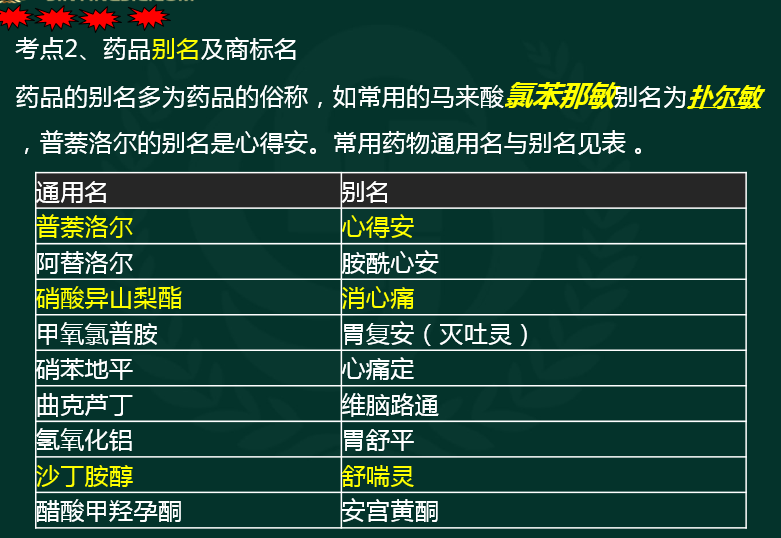 考点2、药品别名及商标名
药品的别名多为药品的俗称，如常用的马来酸氯苯那敏别名为扑尔敏
，普萘洛尔的别名是心得安。常用药物通用名与别名见表 。
通用名 别名
普萘洛尔 心得安
阿替洛尔 胺酰心安
硝酸异山梨酯 消心痛
甲氧氯普胺 胃复安（灭吐灵）
硝苯地平 心痛定
曲克芦丁 维脑路通
氢氧化铝 胃舒平
沙丁胺醇 舒喘灵
醋酸甲羟孕酮 安宫黄酮